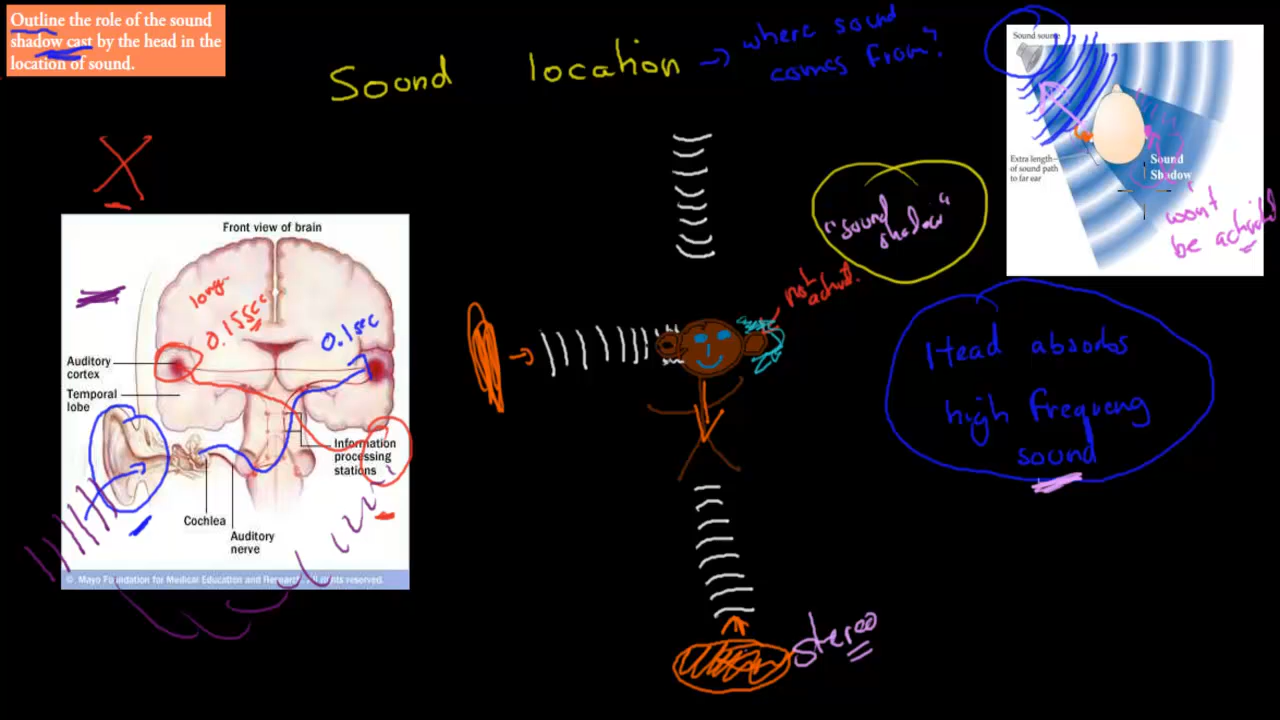 Outline the role of the sound
shadow cast by the head in the
location of sound.
Sound location → where sound
comes from?
Sound source
Extra length
of sound path
to far ear
Sound
Shadow
won't
be activated
"sound
shadow"
not
activ.
Head absorbs
high frequency
sound
X
Front view of brain
long
0.15sec
0.1sec
Auditory
cortex
Temporal
lobe
Information
processing
stations
Cochlea
Auditory
nerve
© Mayo Foundation for Medical Education and Research. All rights reserved.
stereo